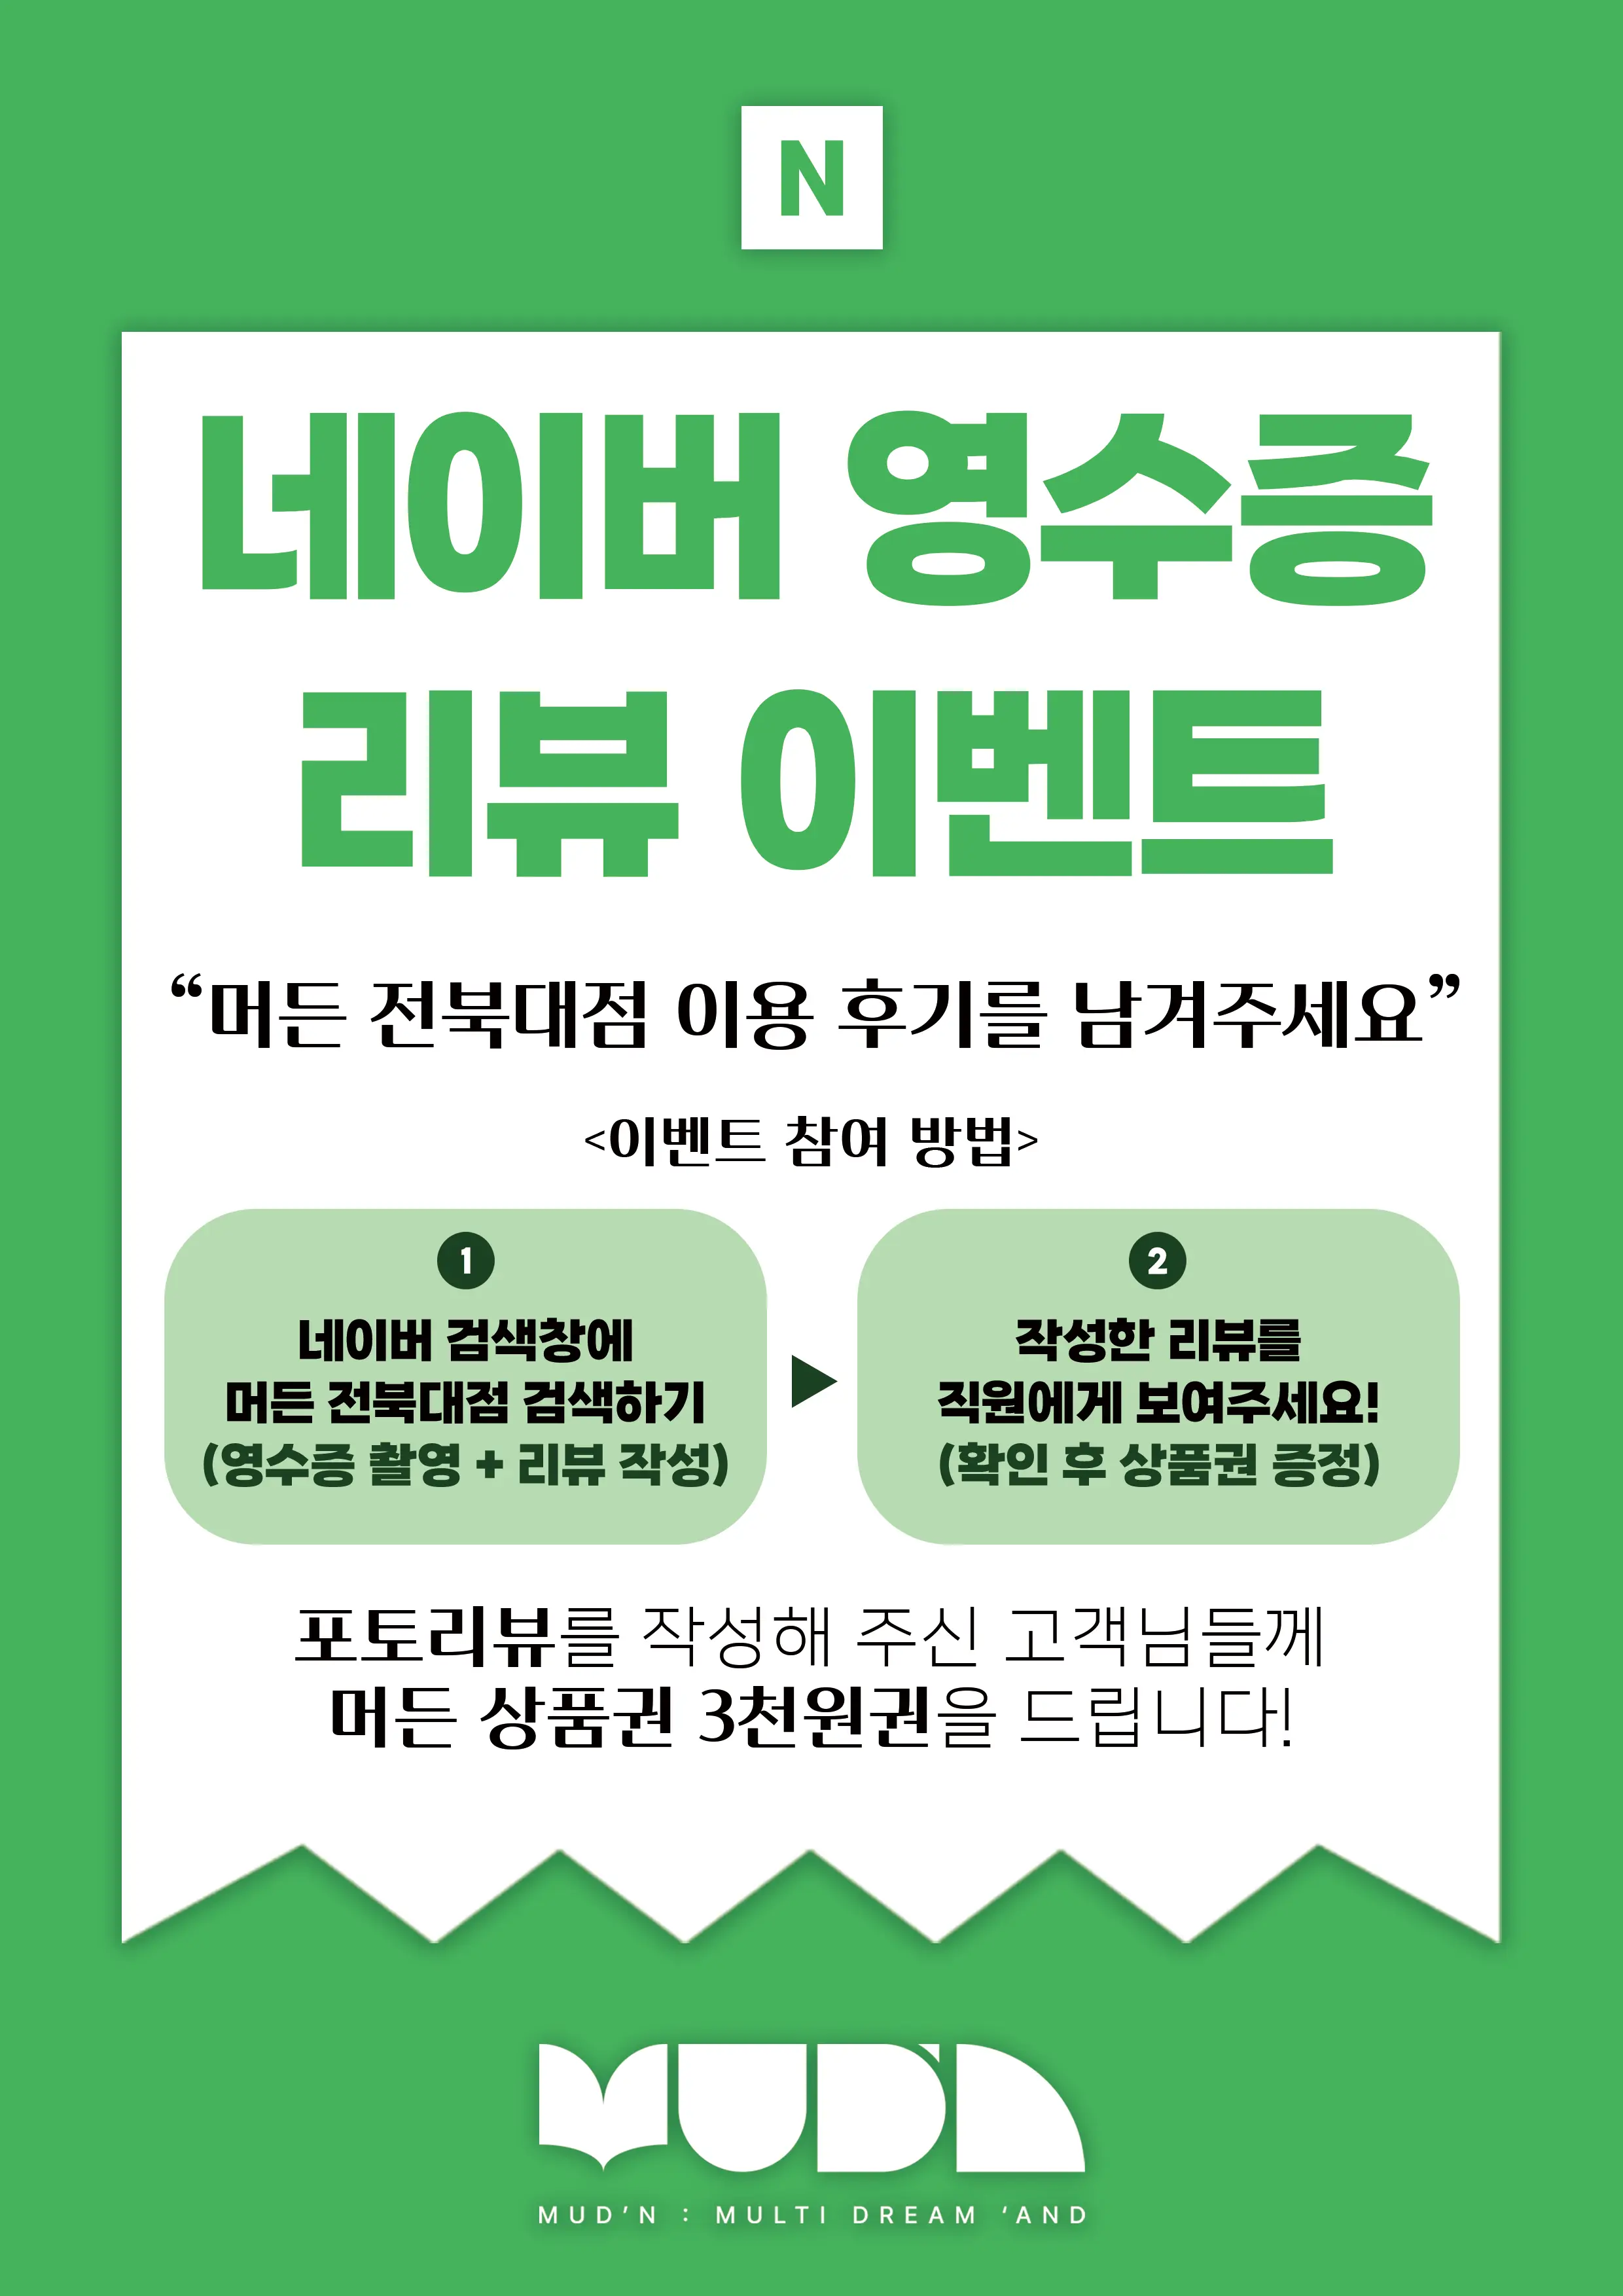 N
네이버 영수증
리뷰 이벤트
“머든 전북대점 이용 후기를 남겨주세요”
<이벤트 참여 방법>
1
네이버 검색창에
머든 전북대점 검색하기
(영수증 촬영 + 리뷰 작성)
2
작성한 리뷰를
직원에게 보여주세요!
(확인 후 상품권 증정)
포토리뷰를 작성해 주신 고객님들께
머든 상품권 3천원권을 드립니다!
MUD'N
MUD’N : MULTI DREAM ‘AND